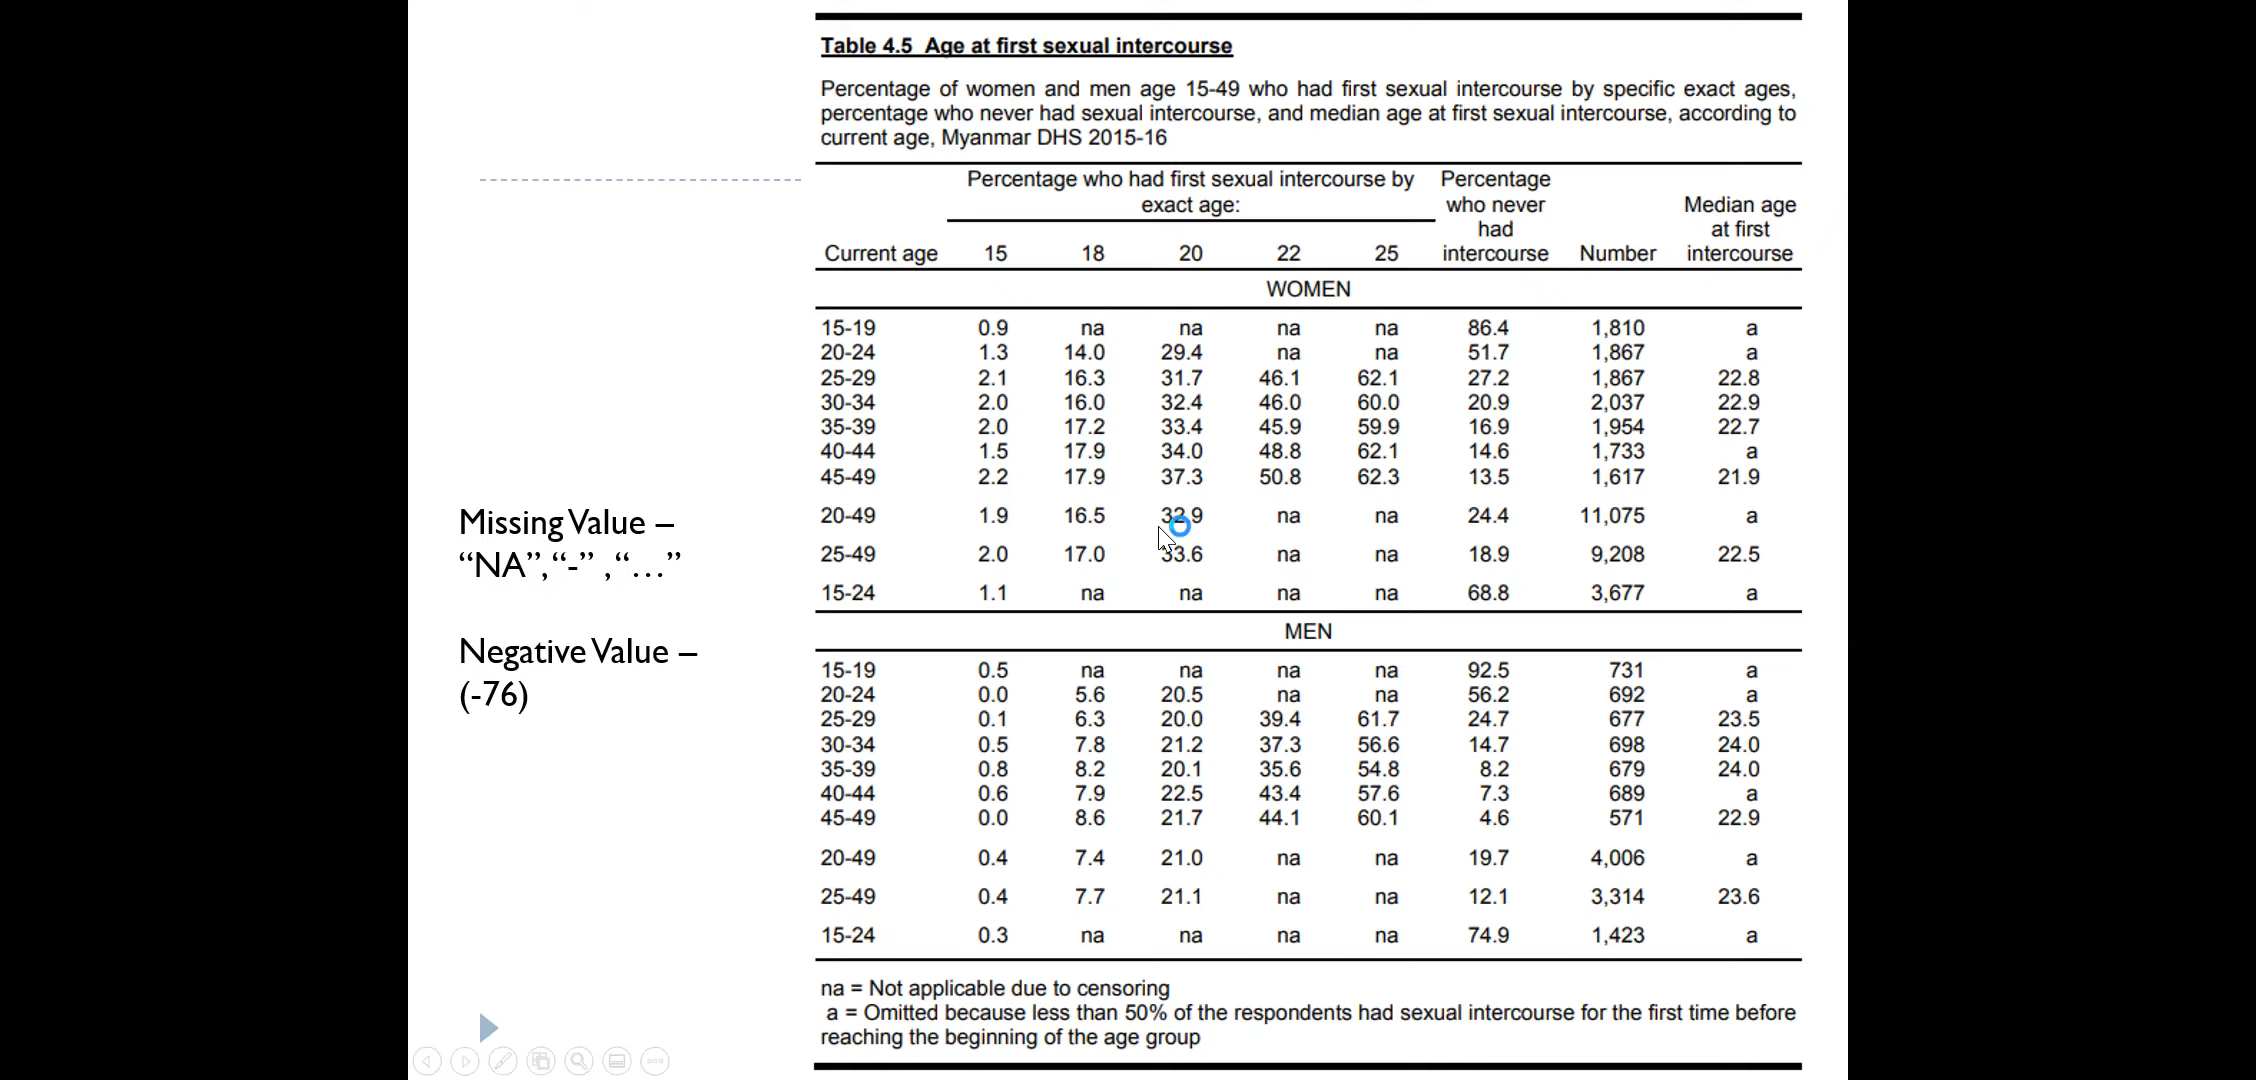 Table 4.5 Age at first sexual intercourse
Percentage of women and men age 15-49 who had first sexual intercourse by specific exact ages,
percentage who never had sexual intercourse, and median age at first sexual intercourse, according to
current age, Myanmar DHS 2015-16
Percentage who had first sexual intercourse by exact age:
Percentage who never had intercourse
Median age at first intercourse
Current age 15 18 20 22 25 Number
WOMEN
15-19 0.9 na na na na 86.4 1,810 a
20-24 1.3 14.0 29.4 na na 51.7 1,867 a
25-29 2.1 16.3 31.7 46.1 62.1 27.2 1,867 22.8
30-34 2.0 16.0 32.4 46.0 60.0 20.9 2,037 22.9
35-39 2.0 17.2 33.4 45.9 59.9 16.9 1,954 22.7
40-44 1.5 17.9 34.0 48.8 62.1 14.6 1,733 a
45-49 2.2 17.9 37.3 50.8 62.3 13.5 1,617 21.9
20-49 1.9 16.5 32.9 na na 24.4 11,075 a
25-49 2.0 17.0 33.6 na na 18.9 9,208 22.5
15-24 1.1 na na na na 68.8 3,677 a
MEN
15-19 0.5 na na na na 92.5 731 a
20-24 0.0 5.6 20.5 na na 56.2 692 a
25-29 0.1 6.3 20.0 39.4 61.7 24.7 677 23.5
30-34 0.5 7.8 21.2 37.3 56.6 14.7 698 24.0
35-39 0.8 8.2 20.1 35.6 54.8 8.2 679 24.0
40-44 0.6 7.9 22.5 43.4 57.6 7.3 689 a
45-49 0.0 8.6 21.7 44.1 60.1 4.6 571 22.9
20-49 0.4 7.4 21.0 na na 19.7 4,006 a
25-49 0.4 7.7 21.1 na na 12.1 3,314 23.6
15-24 0.3 na na na na 74.9 1,423 a
na = Not applicable due to censoring
a = Omitted because less than 50% of the respondents had sexual intercourse for the first time before
reaching the beginning of the age group
Missing Value –
“NA”, “-” , “…”
Negative Value –
(-76)